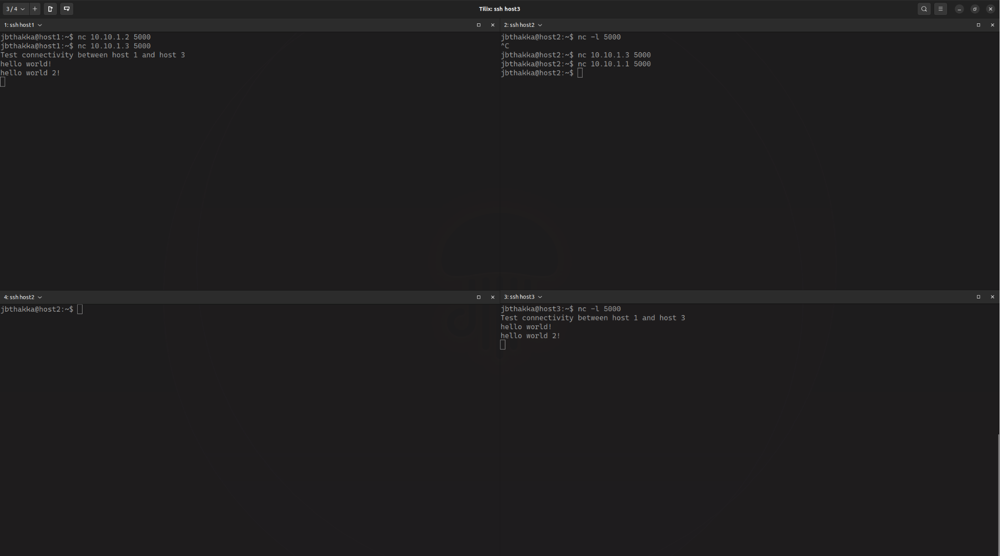 3 / 4
Tilix: ssh host3
1: ssh host1
jbthakka@host1:~$ nc 10.10.1.2 5000
jbthakka@host1:~$ nc 10.10.1.3 5000
Test connectivity between host 1 and host 3
hello world!
hello world 2!
2: ssh host2
jbthakka@host2:~$ nc -l 5000
^C
jbthakka@host2:~$ nc 10.10.1.3 5000
jbthakka@host2:~$ nc 10.10.1.1 5000
jbthakka@host2:~$
4: ssh host2
jbthakka@host2:~$
3: ssh host3
jbthakka@host3:~$ nc -l 5000
Test connectivity between host 1 and host 3
hello world!
hello world 2!